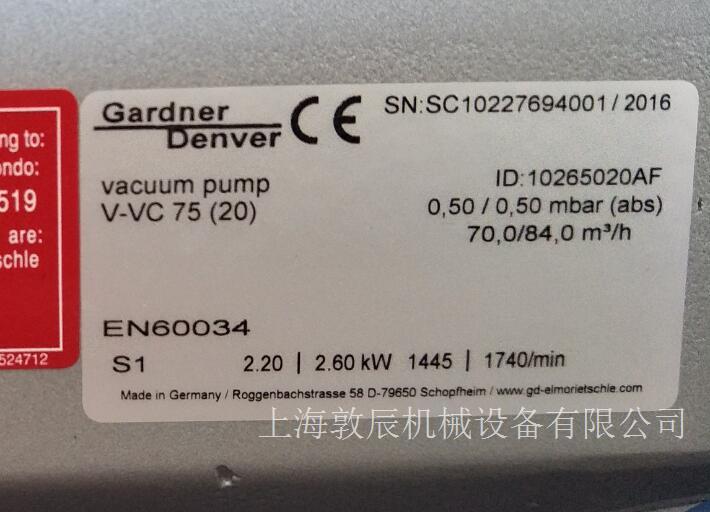 ng to:
ondo:
519
are:
schle
524712
Gardner
Denver
CE
SN:SC10227694001/2016
vacuum pump
V-VC 75 (20)
ID:10265020AF
0,50 / 0,50 mbar (abs)
70,0/84,0 m³/h
EN60034
S1 2.20 | 2.60 kW 1445 | 1740/min
Made in Germany / Roggenbachstrasse 58 D-79650 Schopfheim / www.gd-elmorietschle.com
上海敦辰机械设备有限公司